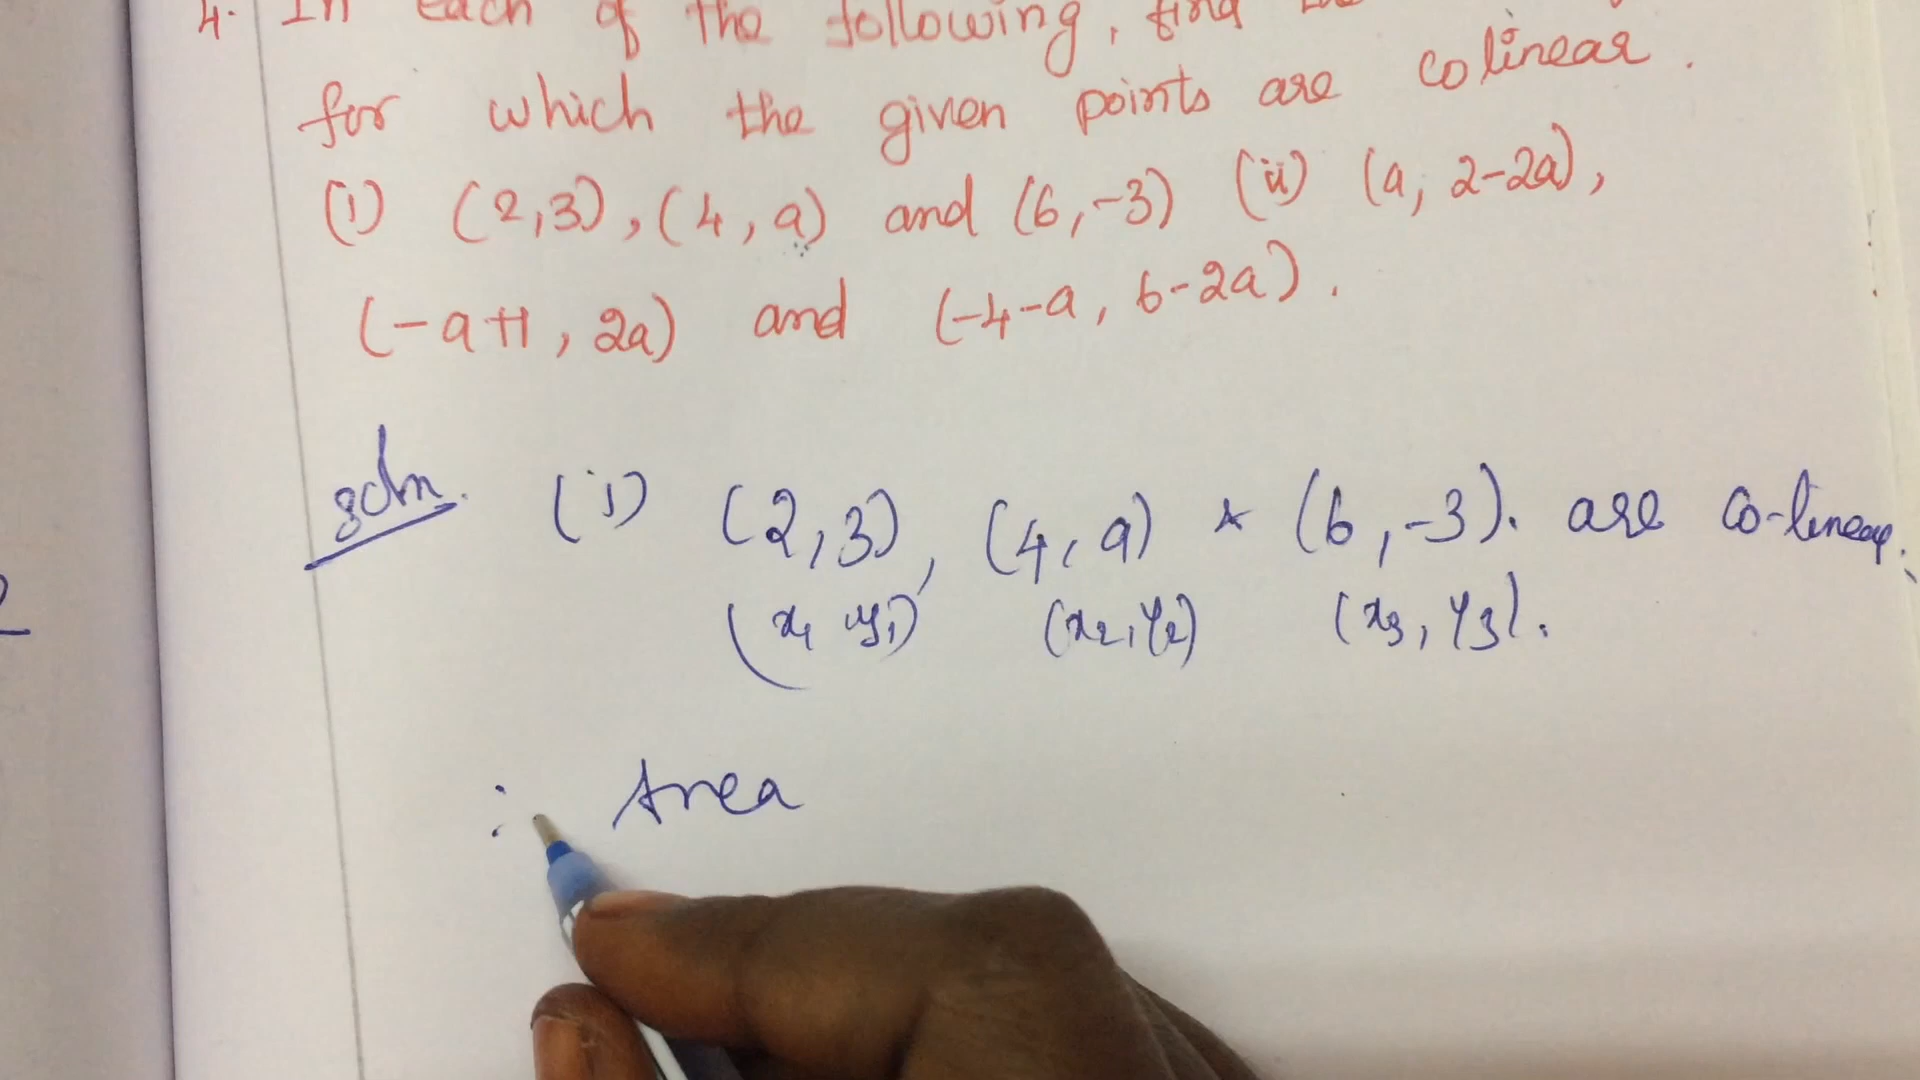 4. In each of the following, find the
for which the given points are colinear.
(i) (2,3), (4, a) and (6,-3) (ii) (a, 2-2a),
(-a+1, 2a) and (-4-a, 6-2a).
soln. (i) (2,3), (4, a) & (6,-3). are co-linear.
(x1 y1) (x2, y2) (x3, y3).
: Area